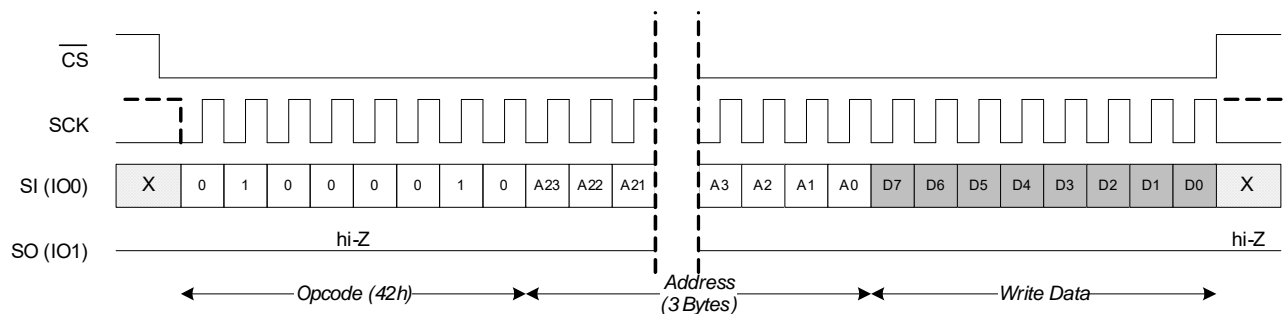 CS
SCK
SI (IO0) X 0 1 0 0 0 0 1 0 A23 A22 A21 A3 A2 A1 A0 D7 D6 D5 D4 D3 D2 D1 D0 X
hi-Z hi-Z
SO (IO1)
Opcode (42h) Address (3 Bytes) Write Data